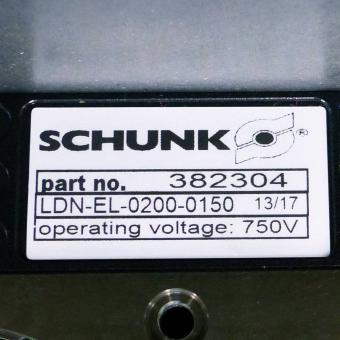 SCHUNK ®
part no. 382304
LDN-EL-0200-0150 13/17
operating voltage: 750V